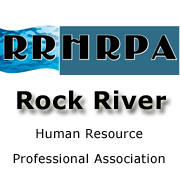 RRHRPA
Rock River
Human Resource
Professional Association